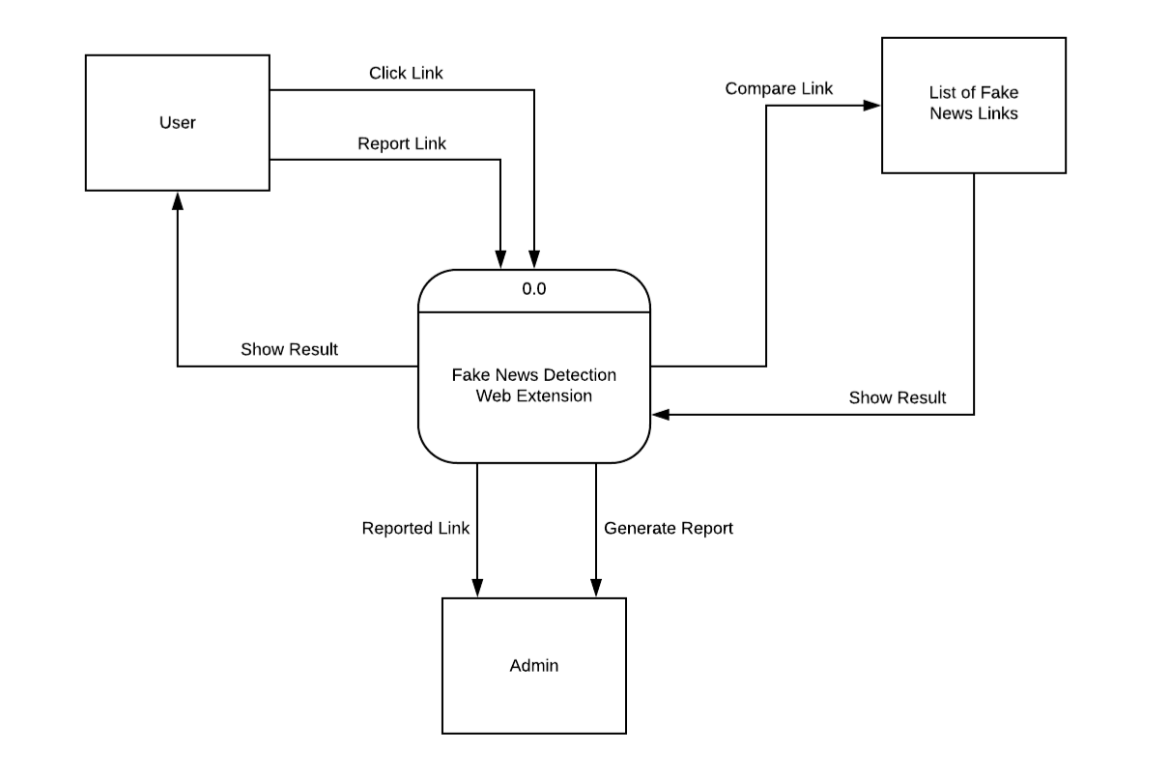 Click Link
Compare Link
List of Fake
News Links
User
Report Link
0.0
Show Result
Fake News Detection
Web Extension
Show Result
Reported Link
Generate Report
Admin